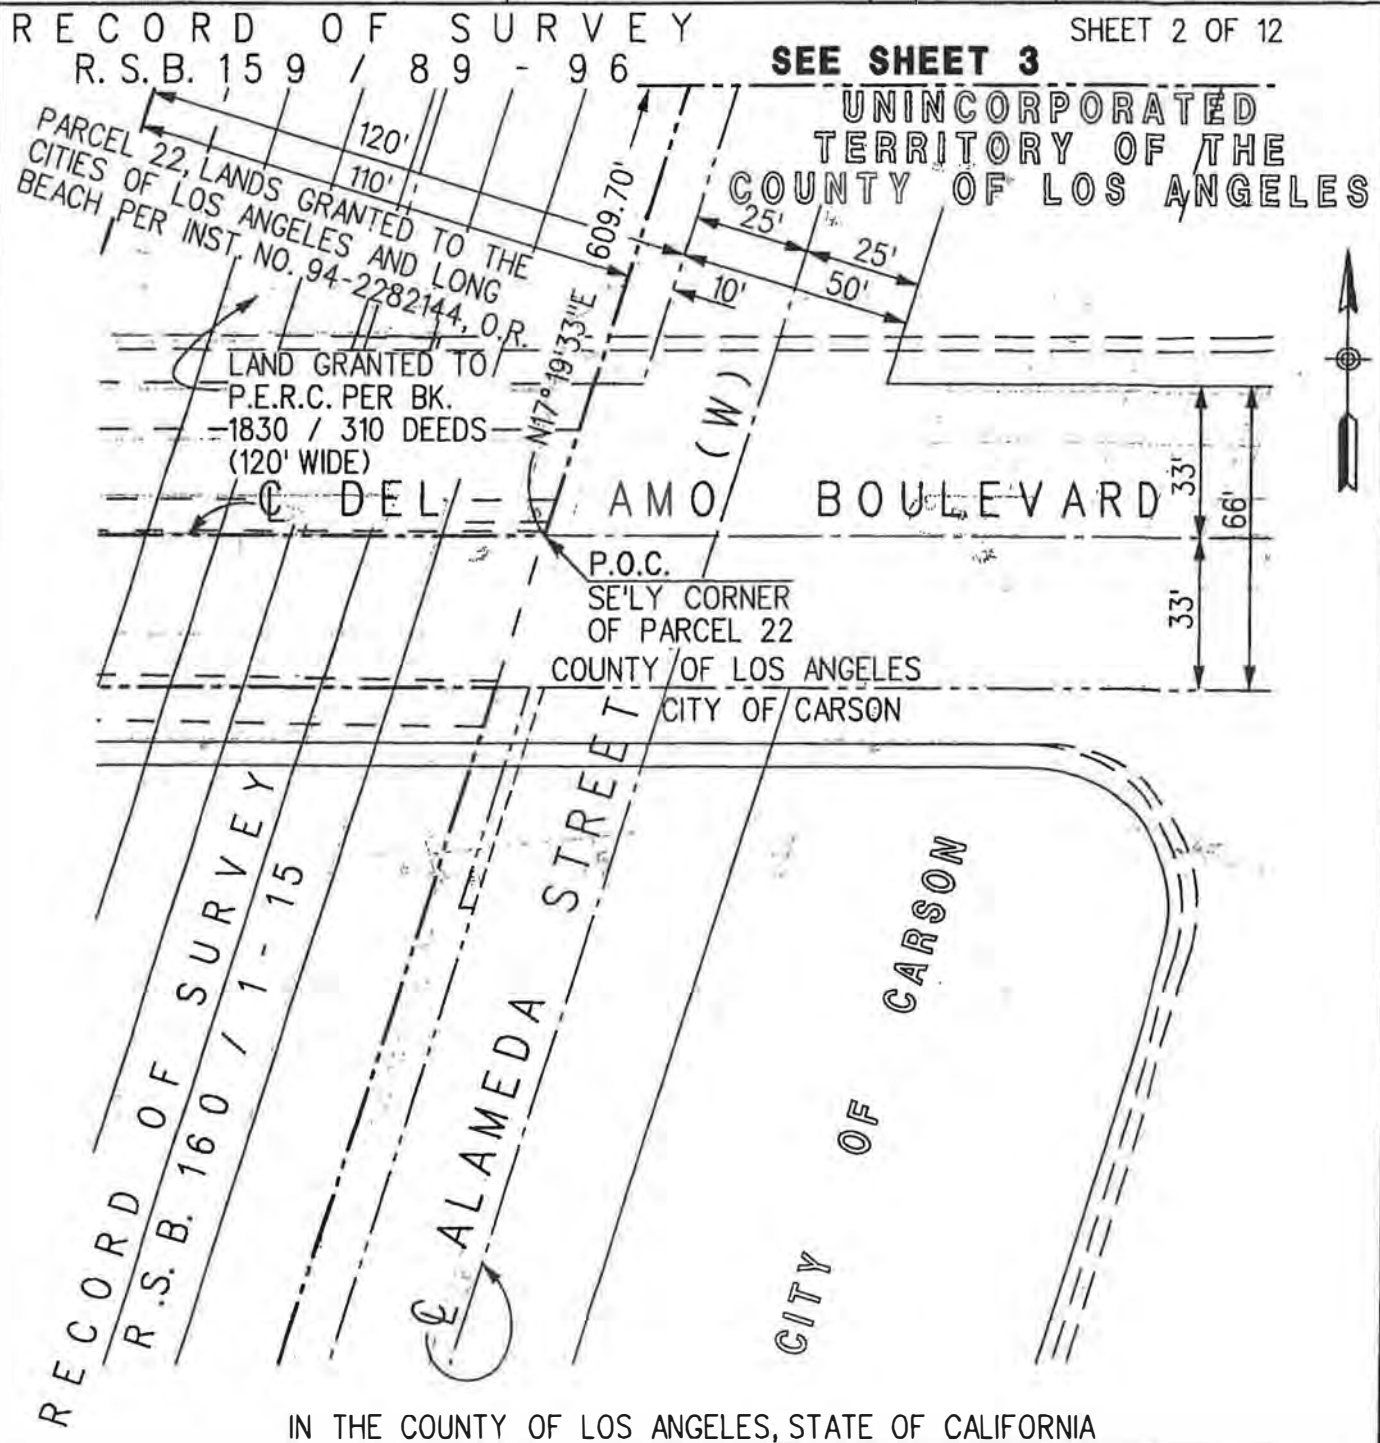 RECORD OF SURVEY
R.S.B. 159 / 89 - 96
SHEET 2 OF 12
SEE SHEET 3
UNINCORPORATED
TERRITORY OF THE
COUNTY OF LOS ANGELES
PARCEL 22, LANDS GRANTED TO THE
CITIES OF LOS ANGELES AND LONG
BEACH PER INST. NO. 94-2282144, O.R.
120'
110'
609.70'
N17°19'33"E
25'
25'
10'
50'
LAND GRANTED TO
P.E.R.C. PER BK.
1830 / 310 DEEDS
(120' WIDE)
(W)
℄ DEL AMO BOULEVARD
33'
66'
33'
P.O.C.
SE'LY CORNER
OF PARCEL 22
COUNTY OF LOS ANGELES
CITY OF CARSON
℄ ALAMEDA STREET
RECORD OF SURVEY
R.S.B. 160 / 1 - 15
CITY OF CARSON
IN THE COUNTY OF LOS ANGELES, STATE OF CALIFORNIA